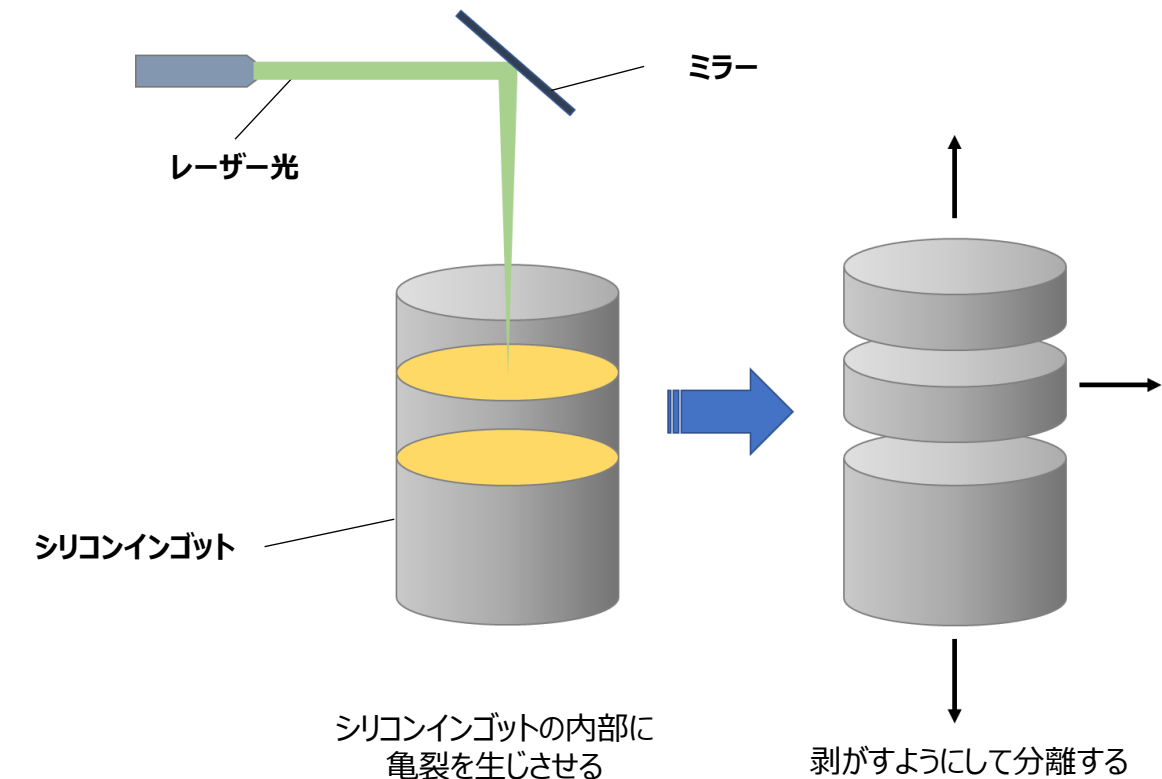 ミラー
レーザー光
シリコンインゴット
シリコンインゴットの内部に
亀裂を生じさせる
剥がすようにして分離する